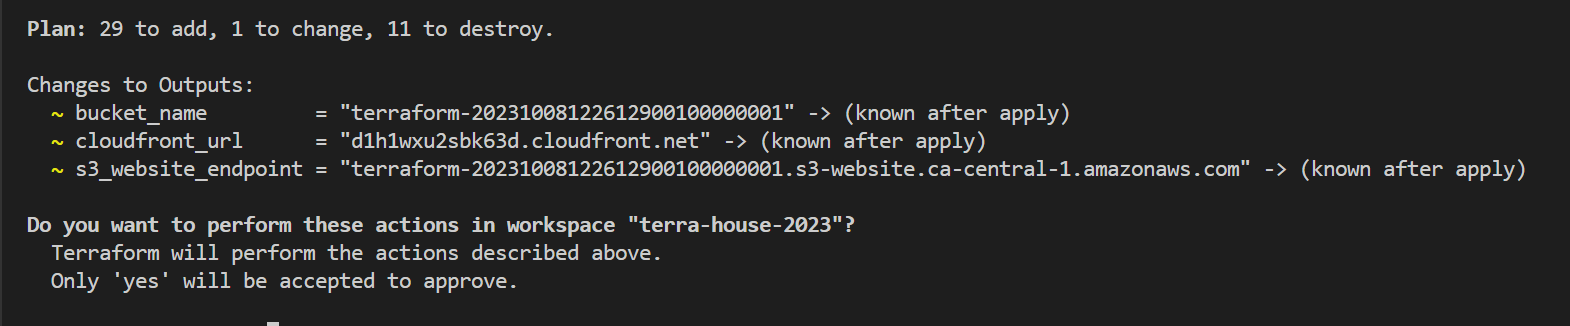 Plan: 29 to add, 1 to change, 11 to destroy.
Changes to Outputs:
~ bucket_name = "terraform-20231008122612900100000001" -> (known after apply)
~ cloudfront_url = "d1h1wxu2sbk63d.cloudfront.net" -> (known after apply)
~ s3_website_endpoint = "terraform-20231008122612900100000001.s3-website.ca-central-1.amazonaws.com" -> (known after apply)
Do you want to perform these actions in workspace "terra-house-2023"?
Terraform will perform the actions described above.
Only 'yes' will be accepted to approve.